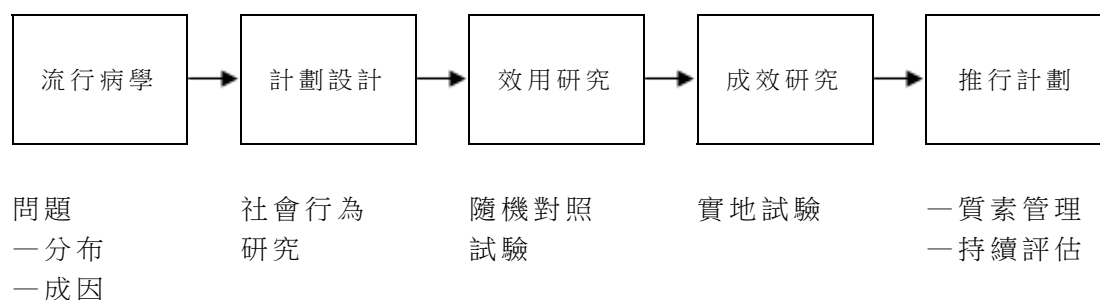 流行病學
計劃設計
效用研究
成效研究
推行計劃
問題
—分布
—成因
社會行為
研究
隨機對照
試驗
實地試驗
—質素管理
—持續評估